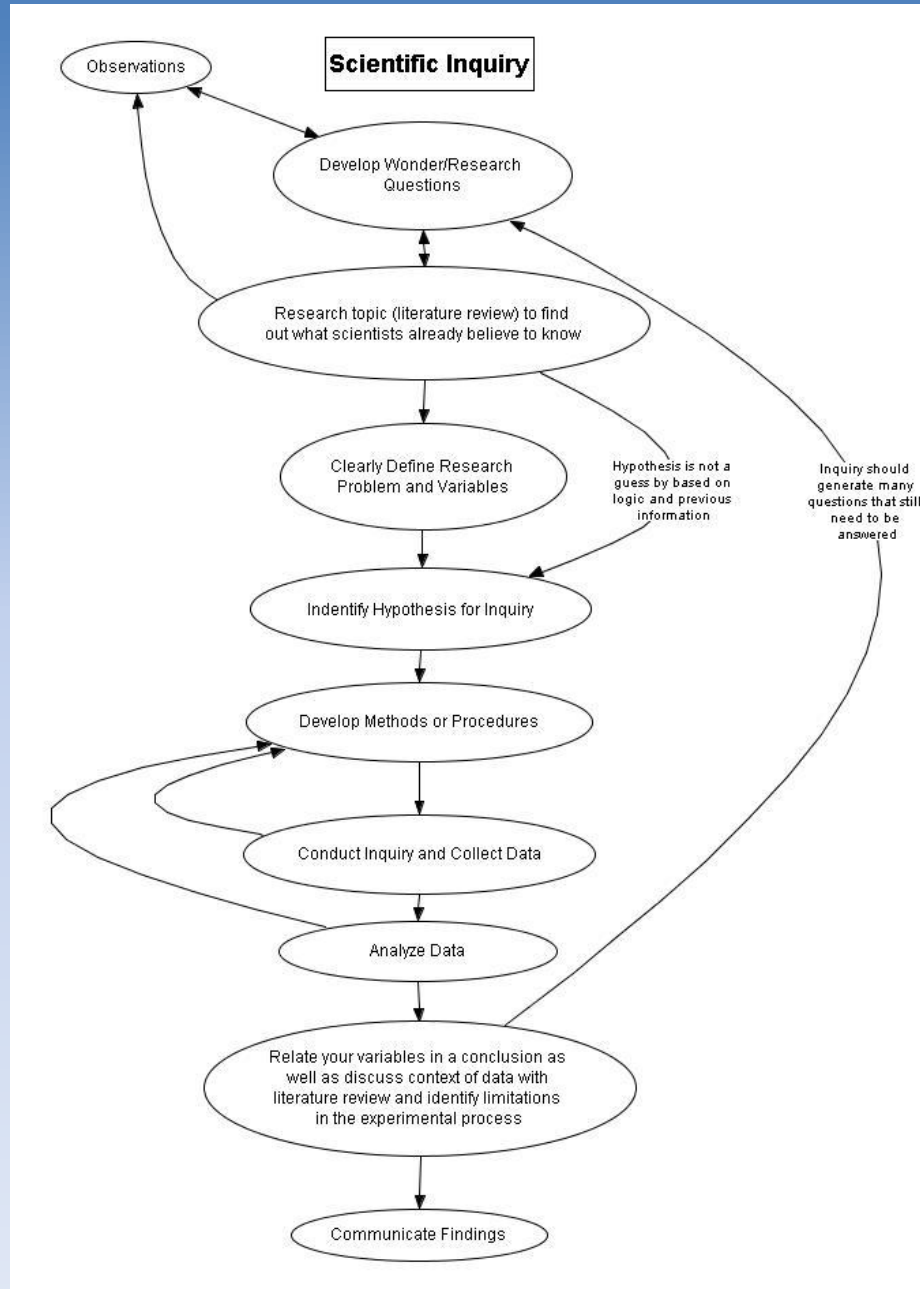 Scientific Inquiry
Observations
Develop Wonder/Research
Questions
Research topic (literature review) to find
out what scientists already believe to know
Clearly Define Research
Problem and Variables
Hypothesis is not a
guess by based on
logic and previous
information
Inquiry should
generate many
questions that still
need to be
answered
Indentify Hypothesis for Inquiry
Develop Methods or Procedures
Conduct Inquiry and Collect Data
Analyze Data
Relate your variables in a conclusion as
well as discuss context of data with
literature review and identify limitations
in the experimental process
Communicate Findings